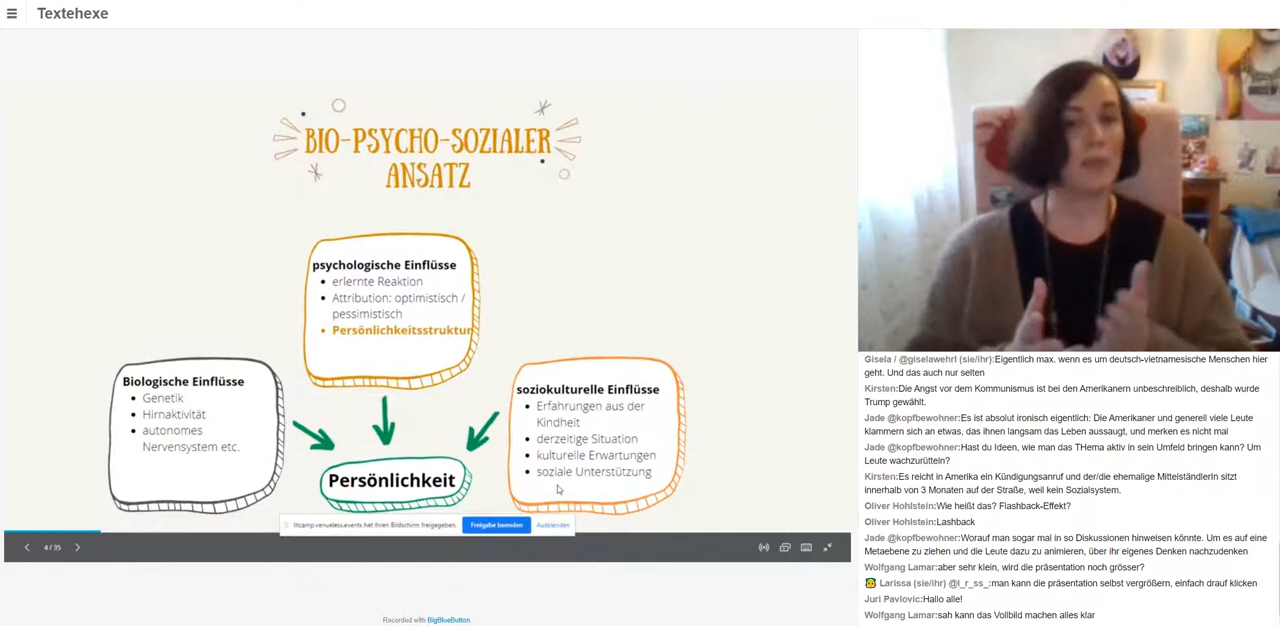 Textehexe
BIO-PSYCHO-SOZIALER
ANSATZ
psychologische Einflüsse
erlernte Reaktion
Attribution: optimistisch /
pessimistisch
Persönlichkeitsstruktur
Biologische Einflüsse
Genetik
Hirnaktivität
autonomes
Nervensystem etc.
soziokulturelle Einflüsse
Erfahrungen aus der
Kindheit
derzeitige Situation
kulturelle Erwartungen
soziale Unterstützung
Persönlichkeit
litcamp.venueless.events hat Ihren Bildschirm freigegeben.
Freigabe beenden
Ausblenden
4/35
Recorded with BigBlueButton
Gisela / @giselawehrl (sie/ihr):Eigentlich max. wenn es um deutsch-vietnamesische Menschen hier
geht. Und das auch nur selten
Kirsten:Die Angst vor dem Kommunismus ist bei den Amerikanern unbeschreiblich, deshalb wurde
Trump gewählt.
Jade @kopfbewohner:Es ist absolut ironisch eigentlich: Die Amerikaner und generell viele Leute
klammern sich an etwas, das ihnen langsam das Leben aussaugt, und merken es nicht mal
Jade @kopfbewohner:Hast du Ideen, wie man das THema aktiv in sein Umfeld bringen kann? Um
Leute wachzurütteln?
Kirsten:Es reicht in Amerika ein Kündigungsanruf und der/die ehemalige MittelständlerIn sitzt
innerhalb von 3 Monaten auf der Straße, weil kein Sozialsystem.
Oliver Hohlstein:Wie heißt das? Flashback-Effekt?
Oliver Hohlstein:Lashback
Jade @kopfbewohner:Worauf man sogar mal in so Diskussionen hinweisen könnte. Um es auf eine
Metaebene zu ziehen und die Leute dazu zu animieren, über ihr eigenes Denken nachzudenken
Wolfgang Lamar:aber sehr klein, wird die präsentation noch grösser?
Larissa (sie/ihr) @l_r_ss_:man kann die präsentation selbst vergrößern, einfach drauf klicken
Juri Pavlovic:Hallo alle!
Wolfgang Lamar:sah kann das Vollbild machen alles klar